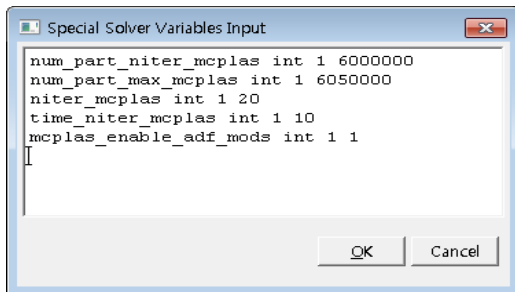 Special Solver Variables Input
num_part_niter_mcplas int 1 6000000
num_part_max_mcplas int 1 6050000
niter_mcplas int 1 20
time_niter_mcplas int 1 10
mcplas_enable_adf_mods int 1 1
OK
Cancel